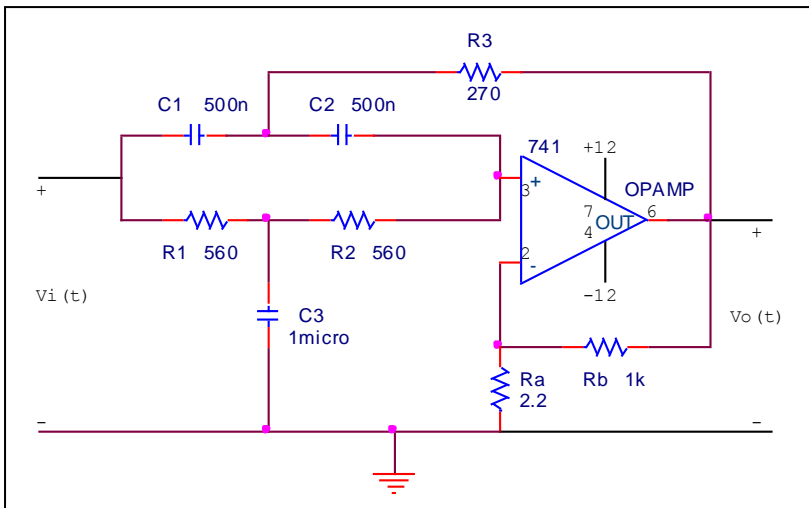 R3
270
C1 500n
C2 500n
741
+12
+
3
+
7
OPAMP
OUT
6
4
+
R1 560
R2 560
2
-
-12
Vi(t)
C3
1micro
Vo(t)
Ra
2.2
Rb 1k
-
-